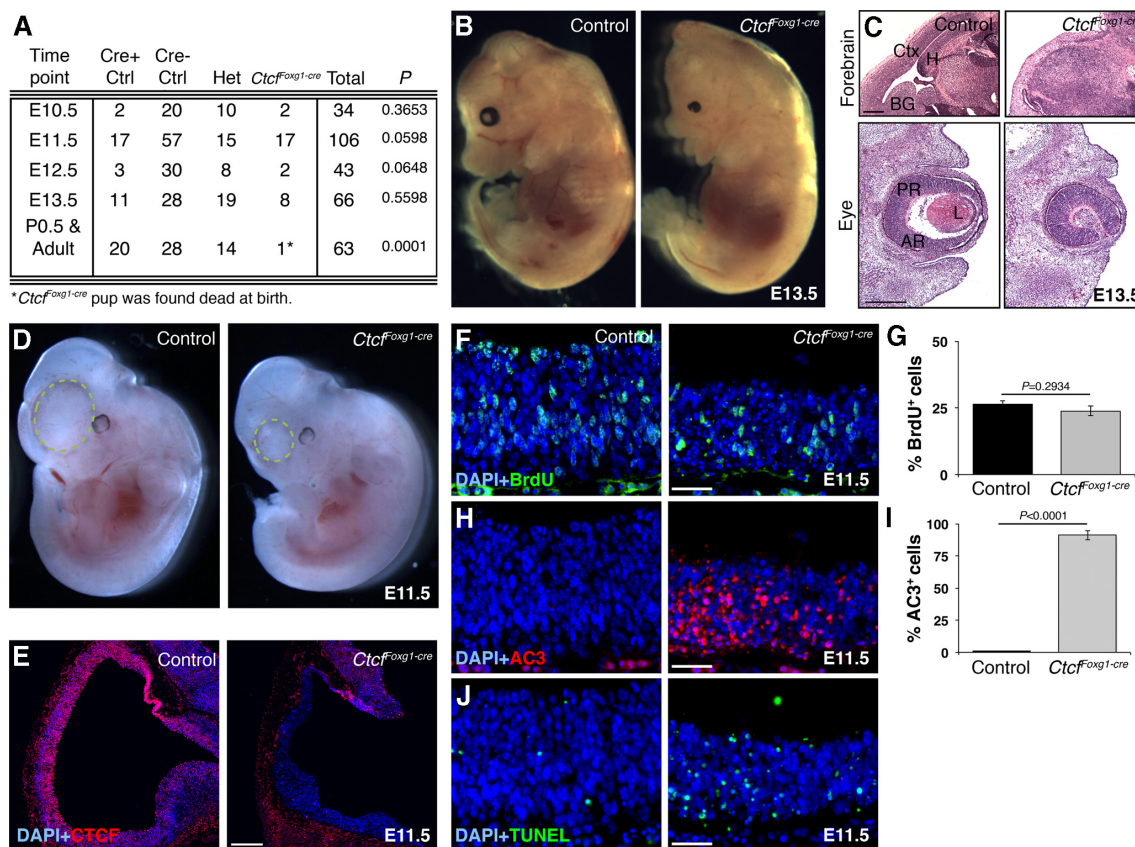 A
Time point Cre+ Ctrl Cre- Ctrl Het Ctcf^Foxg1-cre Total P
E10.5 2 20 10 2 34 0.3653
E11.5 17 57 15 17 106 0.0598
E12.5 3 30 8 2 43 0.0648
E13.5 11 28 19 8 66 0.5598
P0.5 & Adult 20 28 14 1* 63 0.0001
*Ctcf^Foxg1-cre pup was found dead at birth.
B Control Ctcf^Foxg1-cre
E13.5
C Control Ctcf^Foxg1-cre
Forebrain
Ctx H
BG
Eye
PR
L
AR
E13.5
D Control Ctcf^Foxg1-cre
E11.5
E Control Ctcf^Foxg1-cre
DAPI+CTCF E11.5
F Control Ctcf^Foxg1-cre
DAPI+BrdU E11.5
G
% BrdU+ cells
50
25
0
P=0.2934
Control Ctcf^Foxg1-cre
H
DAPI+AC3 E11.5
I
% AC3+ cells
100
75
50
25
0
P<0.0001
Control Ctcf^Foxg1-cre
J
DAPI+TUNEL E11.5